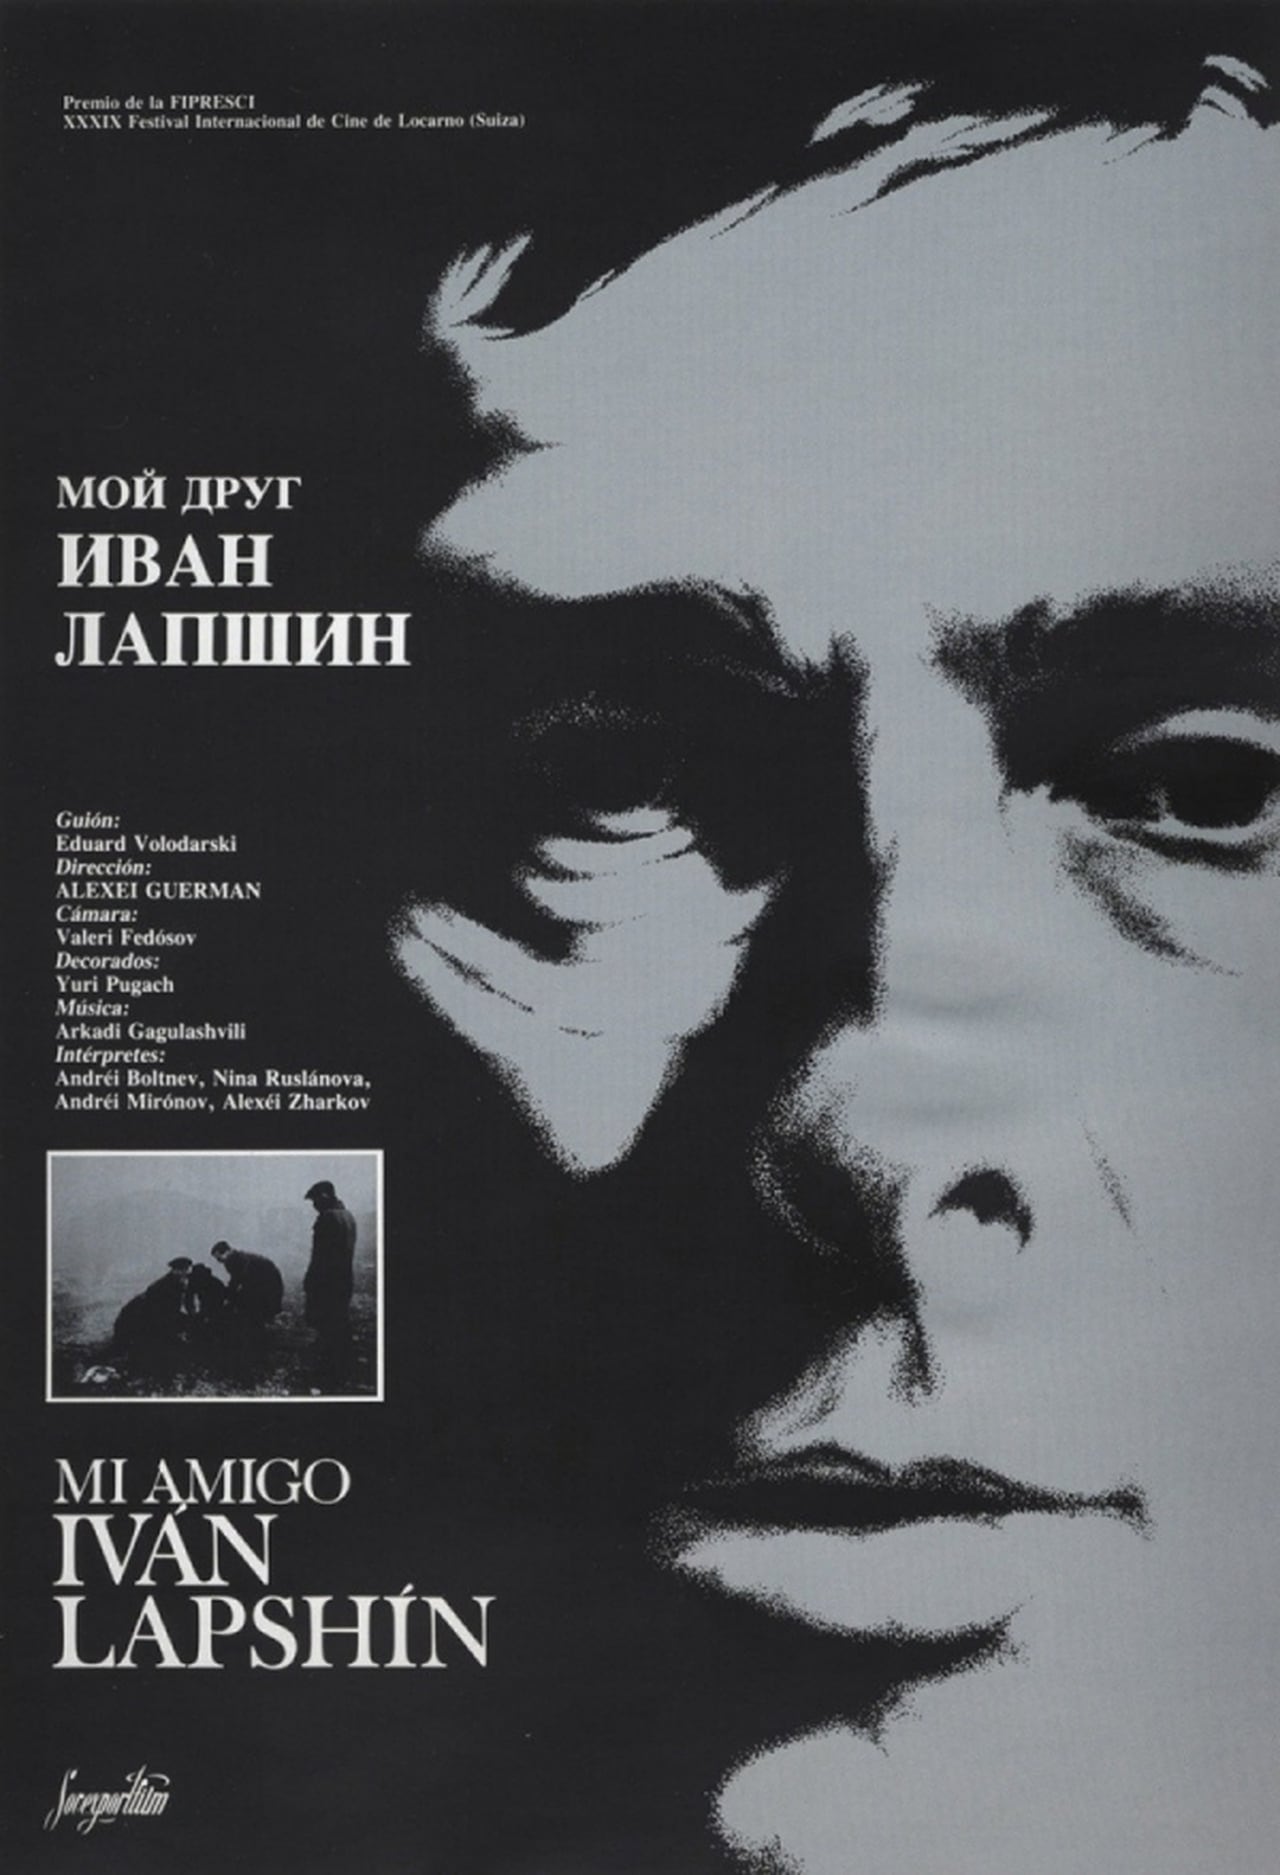 Premio de la FIPRESCI
XXXIX Festival Internacional de Cine de Locarno (Suiza)
МОЙ ДРУГ
ИВАН
ЛАПШИН
Guión:
Eduard Volodarski
Dirección:
ALEXEI GUERMAN
Cámara:
Valeri Fedósov
Decorados:
Yuri Pugach
Música:
Arkadi Gagulashvili
Intérpretes:
Andréi Boltnev, Nina Ruslánova,
Andréi Mirónov, Alexéi Zharkov
MI AMIGO
IVÁN
LAPSHÍN
Sovexportfilm